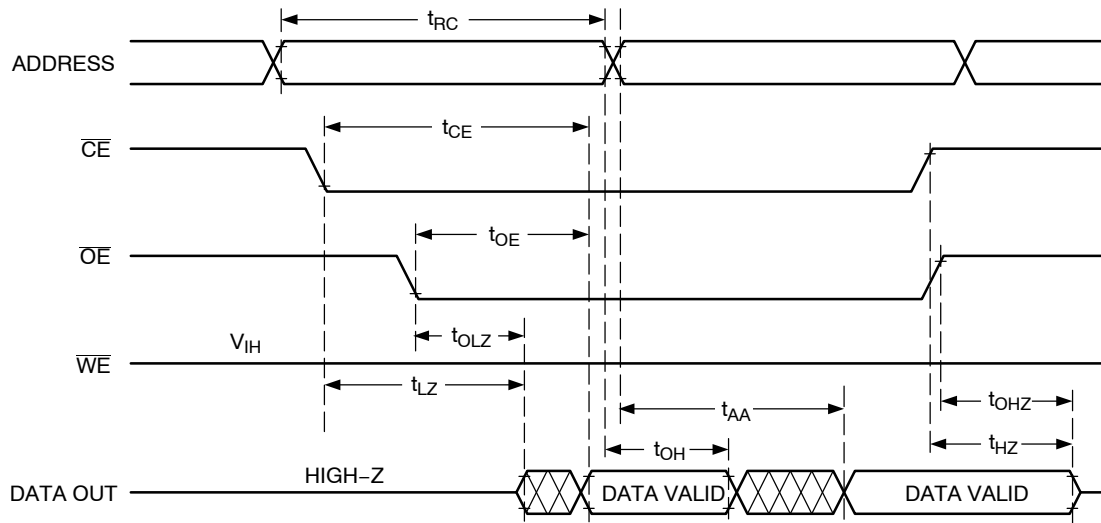 tRC
ADDRESS
tCE
CE
tOE
OE
tOLZ
VIH
WE
tLZ
tAA
tOHZ
tOH
tHZ
HIGH–Z
DATA OUT
DATA VALID
DATA VALID